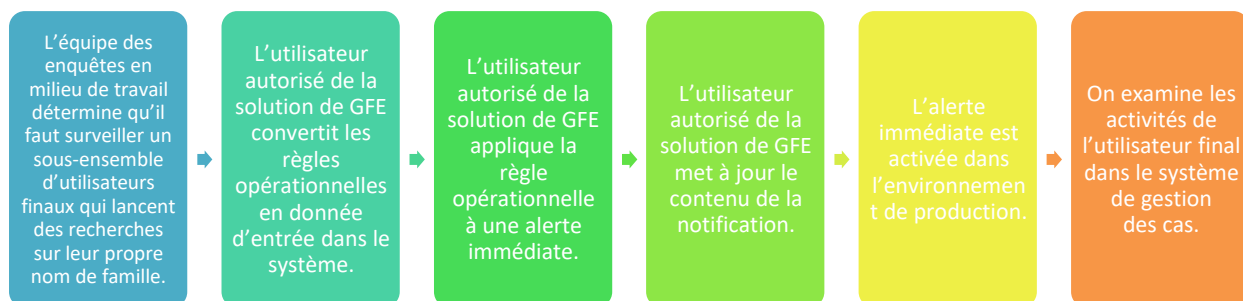 L’équipe des
enquêtes en
milieu de travail
détermine qu’il
faut surveiller un
sous-ensemble
d’utilisateurs
finaux qui lancent
des recherches
sur leur propre
nom de famille.
L’utilisateur
autorisé de la
solution de GFE
convertit les
règles
opérationnelles
en donnée
d’entrée dans le
système.
L’utilisateur
autorisé de la
solution de GFE
applique la
règle
opérationnelle
à une alerte
immédiate.
L’utilisateur
autorisé de la
solution de GFE
met à jour le
contenu de la
notification.
L’alerte
immédiate est
activée dans
l’environnemen
t de production.
On examine les
activités de
l’utilisateur final
dans le système
de gestion
des cas.